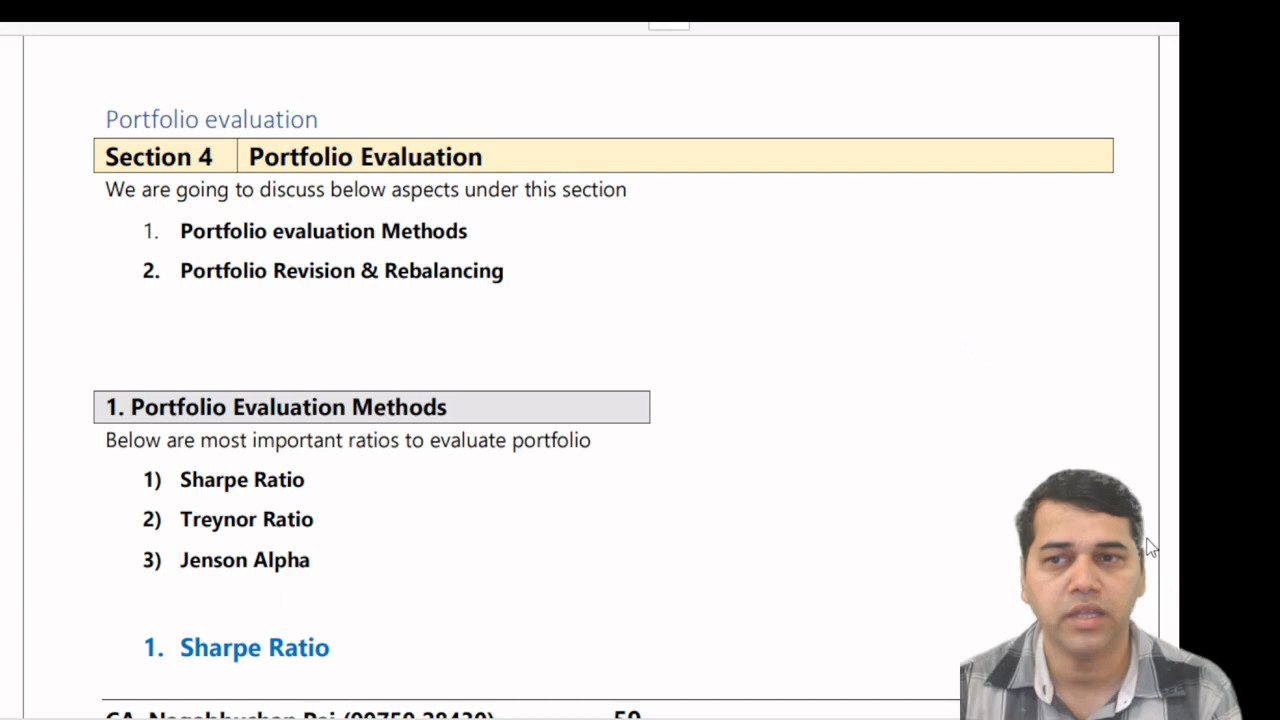 Portfolio evaluation
Section 4 Portfolio Evaluation
We are going to discuss below aspects under this section
1. Portfolio evaluation Methods
2. Portfolio Revision & Rebalancing
1. Portfolio Evaluation Methods
Below are most important ratios to evaluate portfolio
1) Sharpe Ratio
2) Treynor Ratio
3) Jenson Alpha
1. Sharpe Ratio